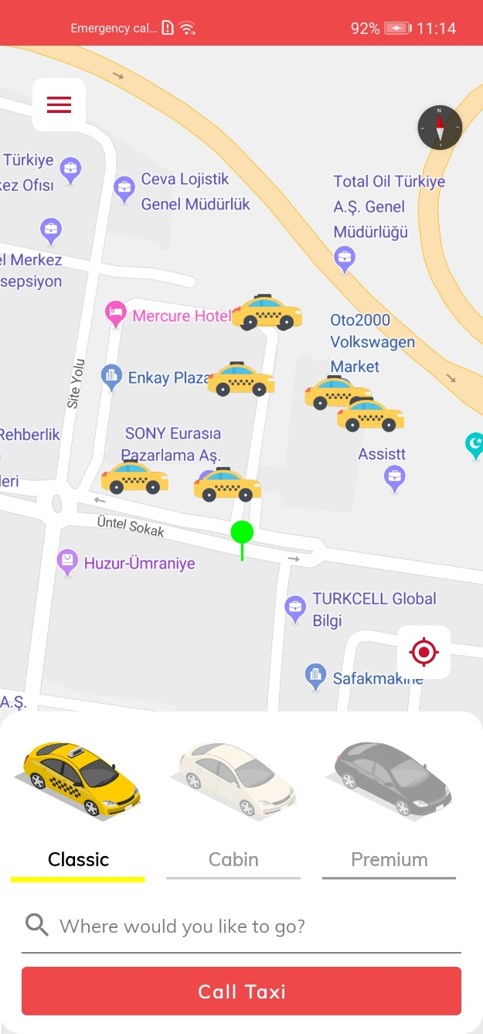 Emergency cal... 92% 11:14
N
Türkiye
kez Ofisı
Ceva Lojistik
Genel Müdürlük
Total Oil Türkiye
A.Ş. Genel
Müdürlüğü
el Merkez
sepsiyon
Mercure Hotel
Oto2000
Volkswagen
Market
Enkay Plaza
Site Yolu
Rehberlik
SONY Eurasıa
Pazarlama Aş.
Assistt
leri
Üntel Sokak
Huzur-Ümraniye
TURKCELL Global
Bilgi
Safakmakine
A.Ş.
Classic Cabin Premium
Where would you like to go?
Call Taxi